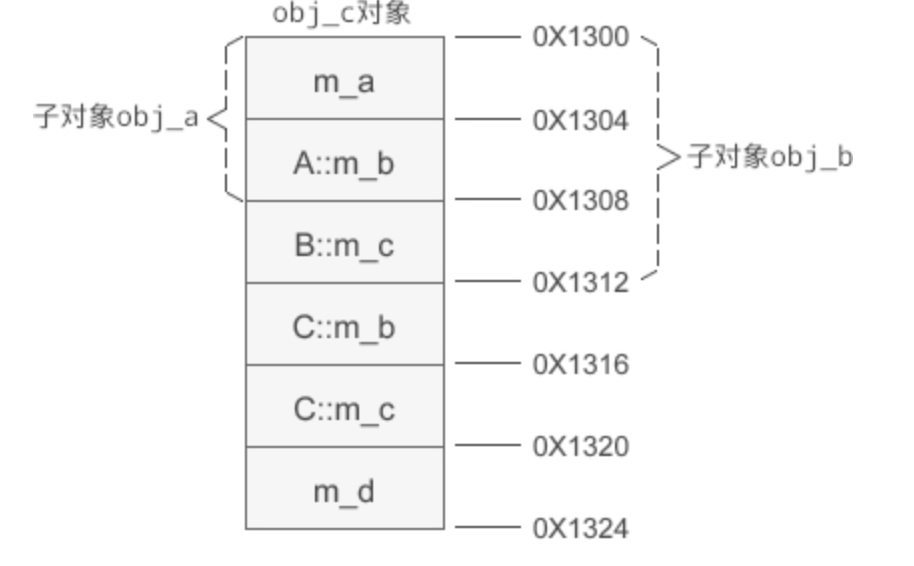 obj_c对象
0X1300
m_a
子对象obj_a
0X1304
A::m_b
子对象obj_b
0X1308
B::m_c
0X1312
C::m_b
0X1316
C::m_c
0X1320
m_d
0X1324